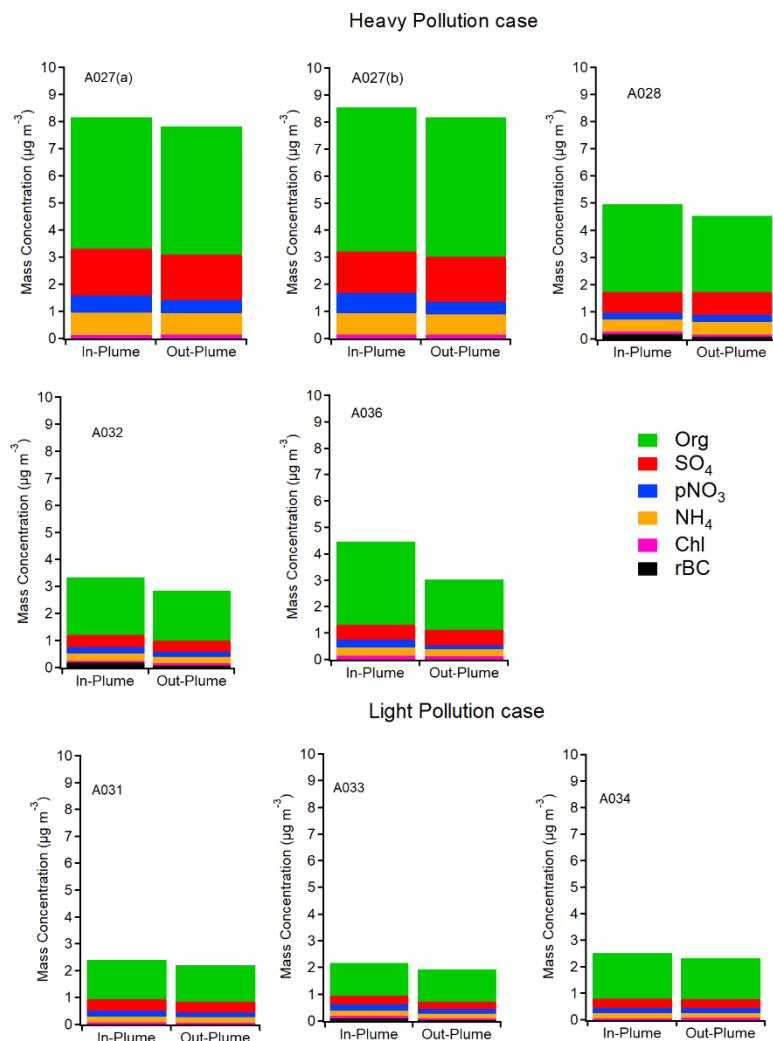 Heavy Pollution case
A027(a)
Mass Concentration (µg m⁻³)
10
9
8
7
6
5
4
3
2
1
0
In-Plume Out-Plume
A027(b)
Mass Concentration (µg m⁻³)
10
9
8
7
6
5
4
3
2
1
0
In-Plume Out-Plume
A028
Mass Concentration (µg m⁻³)
10
9
8
7
6
5
4
3
2
1
0
In-Plume Out-Plume
A032
Mass Concentration (µg m⁻³)
10
9
8
7
6
5
4
3
2
1
0
In-Plume Out-Plume
A036
Mass Concentration (µg m⁻³)
10
9
8
7
6
5
4
3
2
1
0
In-Plume Out-Plume
Org
SO₄
pNO₃
NH₄
Chl
rBC
Light Pollution case
A031
Mass Concentration (µg m⁻³)
10
9
8
7
6
5
4
3
2
1
0
In-Plume Out-Plume
A033
Mass Concentration (µg m⁻³)
10
9
8
7
6
5
4
3
2
1
0
In-Plume Out-Plume
A034
Mass Concentration (µg m⁻³)
10
9
8
7
6
5
4
3
2
1
0
In-Plume Out-Plume